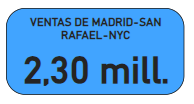 VENTAS DE MADRID-SAN
RAFAEL-NYC
2,30 mill.